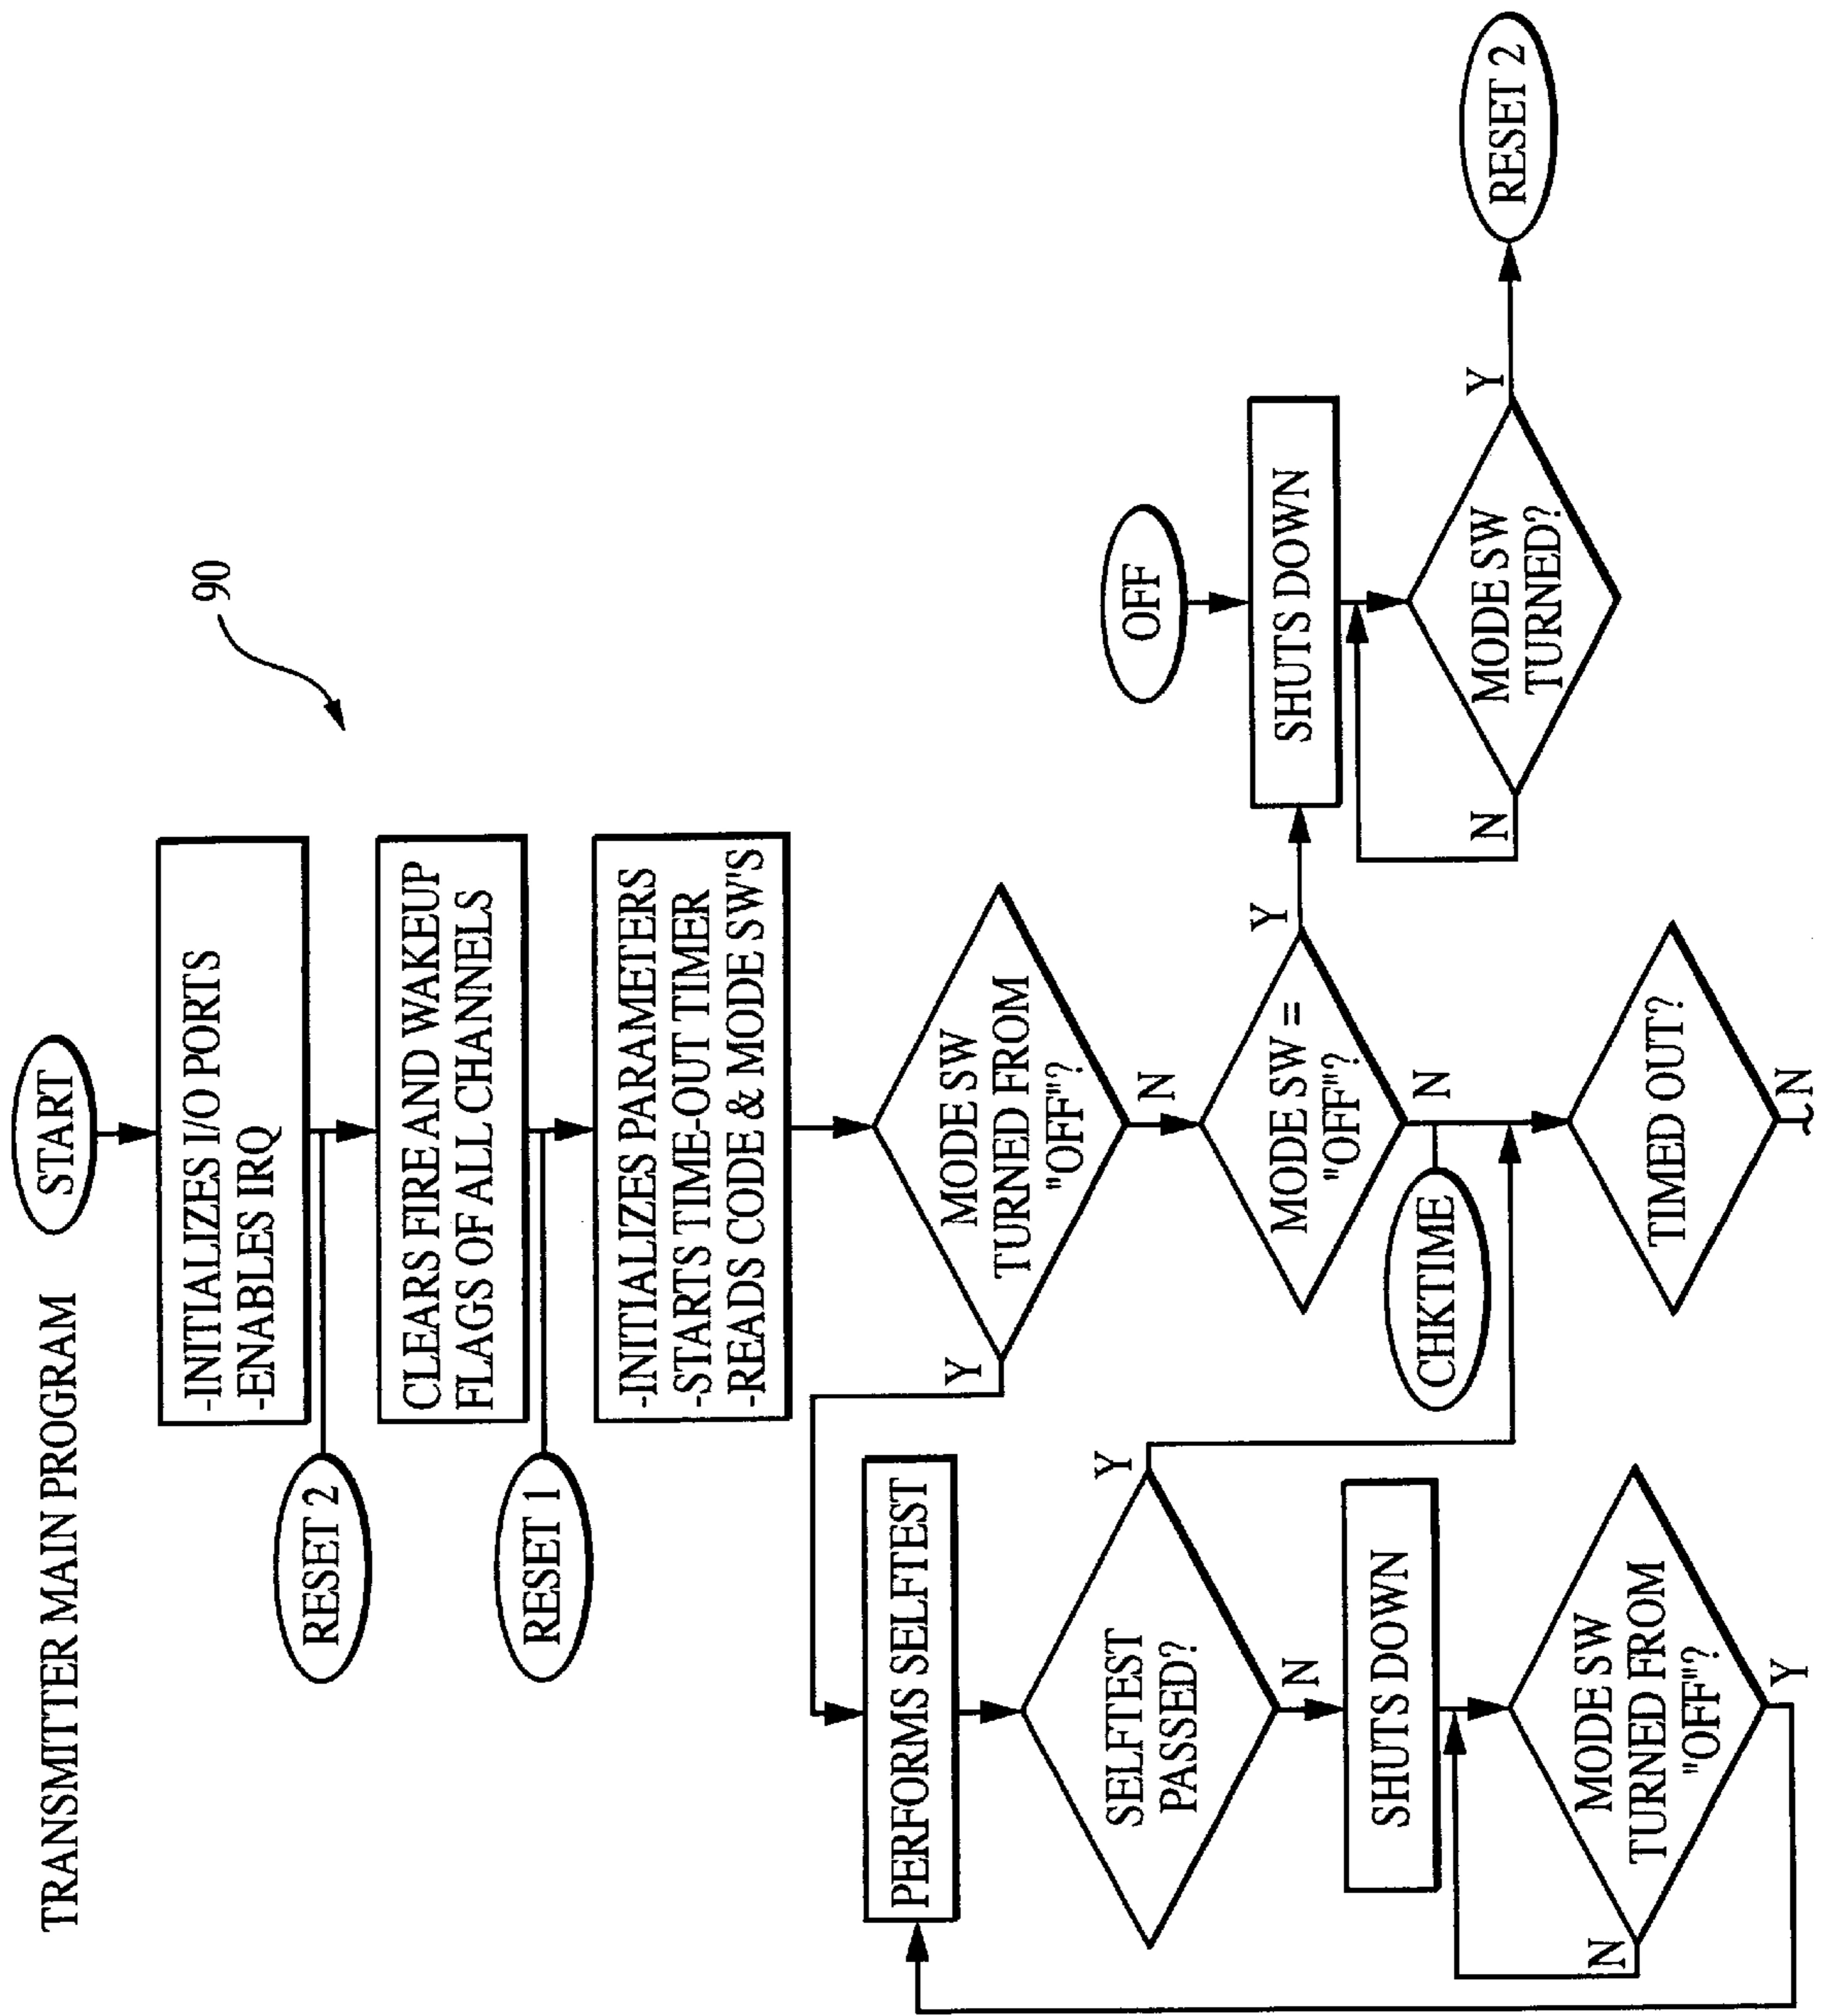 TRANSMITTER MAIN PROGRAM
START
90
-INITIALIZES I/O PORTS
-ENABLES IRQ
RESET 2
CLEARS FIRE AND WAKEUP
FLAGS OF ALL CHANNELS
RESET 1
-INITIALIZES PARAMETERS
-STARTS TIME-OUT TIMER
-READS CODE & MODE SW'S
MODE SW
TURNED FROM
"OFF"?
Y
N
PERFORMS SELFTEST
SELFTEST
PASSED?
Y
N
SHUTS DOWN
MODE SW
TURNED FROM
"OFF"?
N
Y
MODE SW =
"OFF"?
Y
N
CHKTIME
TIMED OUT?
N
OFF
SHUTS DOWN
MODE SW
TURNED?
N
Y
RESET 2